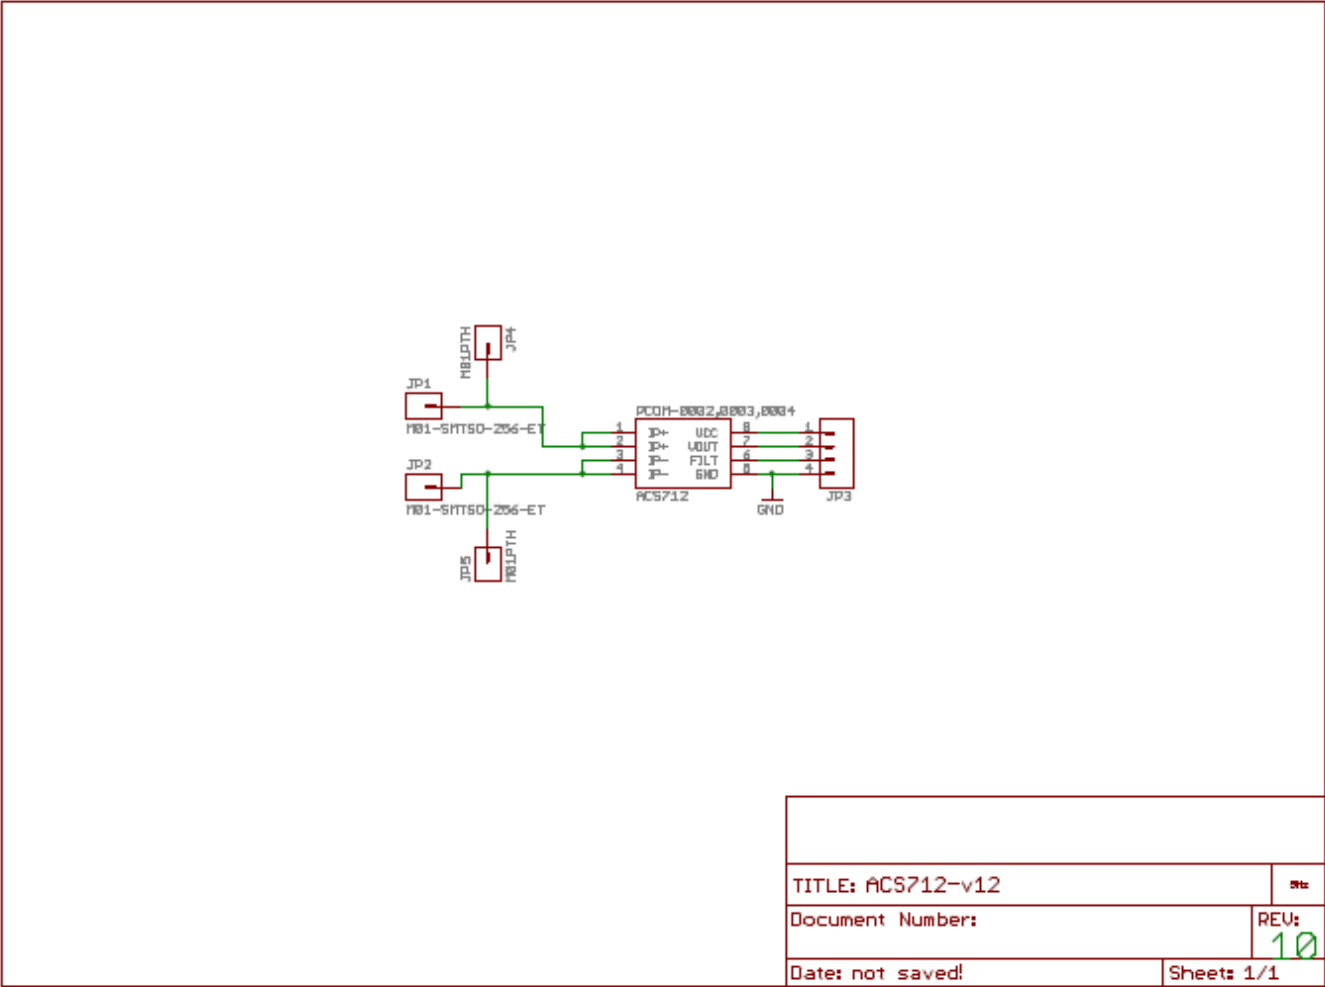 M01PTH
JP4
JP1
M01-SMTSO-256-ET
PCOM-0002,0003,0004
1 IP+ VCC 8 1
2 IP+ VOUT 7 2
3 IP- FILT 6 3
4 IP- GND 5 4
JP2
ACS712
JP3
M01-SMTSO-256-ET
GND
JP5
M01PTH
TITLE: ACS712-v12
Document Number:
REV:
10
Date: not saved!
Sheet: 1/1